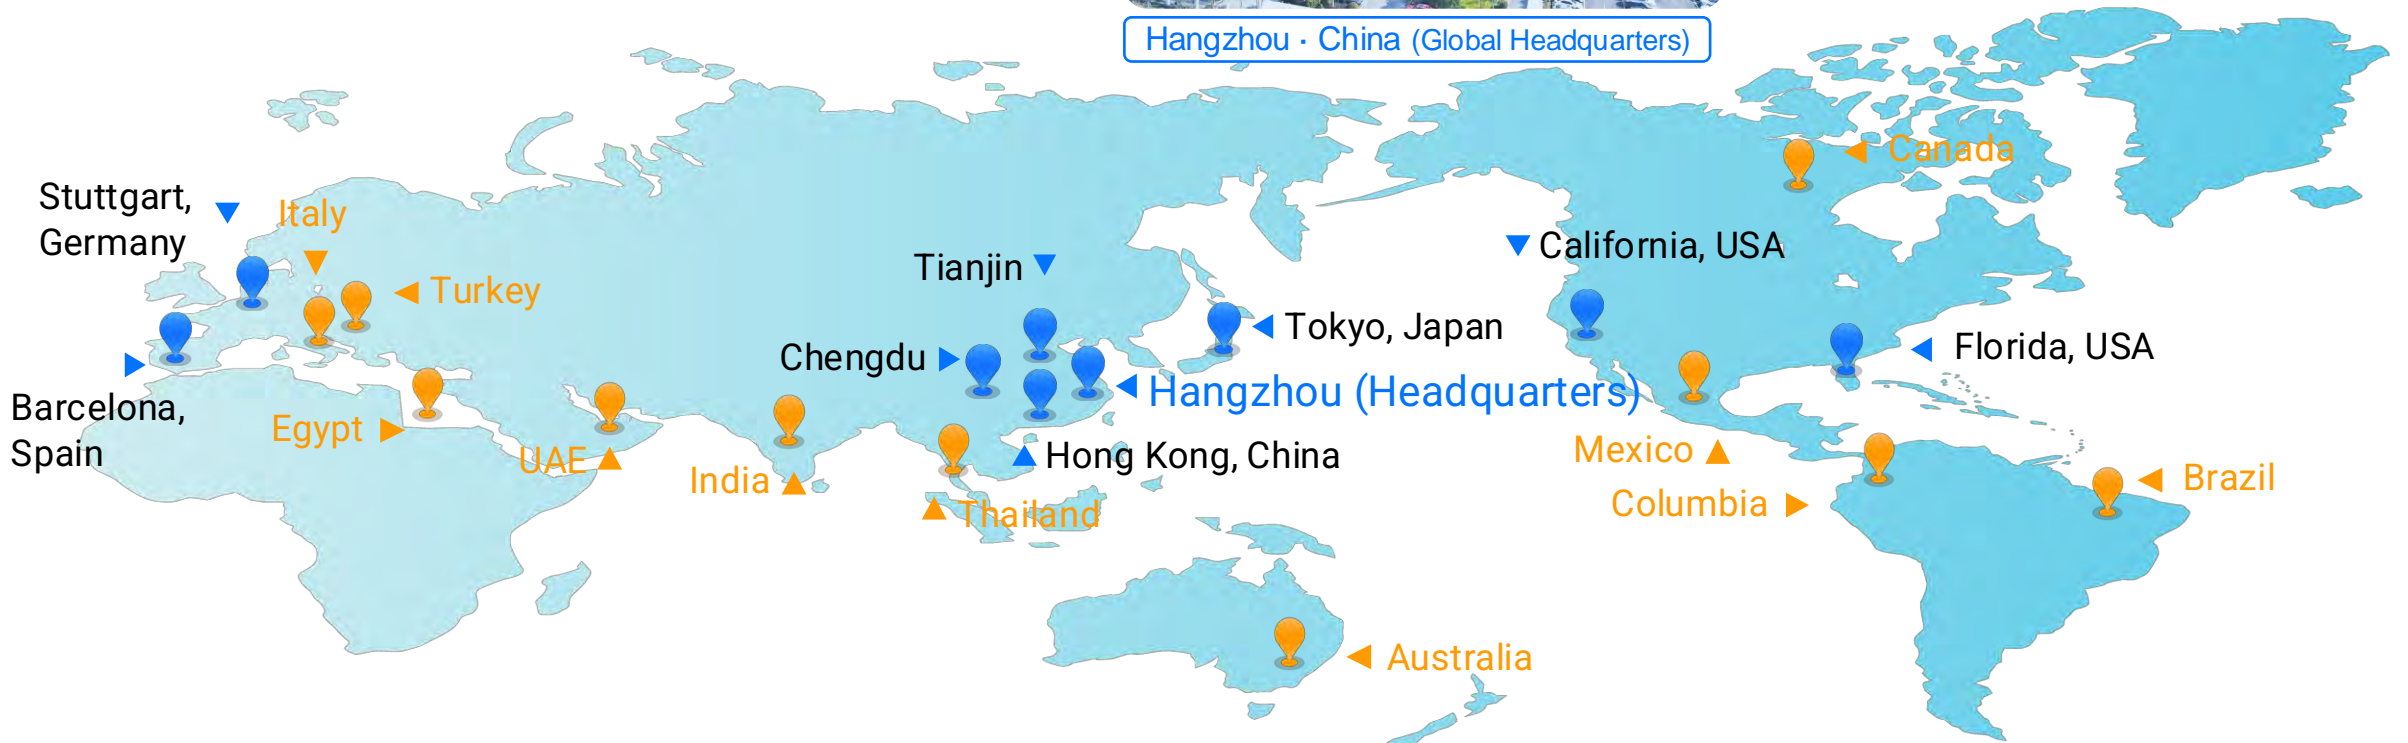 Hangzhou · China (Global Headquarters)
Canada
Stuttgart,
Germany
Italy
California, USA
Tianjin
Turkey
Tokyo, Japan
Florida, USA
Chengdu
Hangzhou (Headquarters)
Barcelona,
Spain
Egypt
UAE
Hong Kong, China
Mexico
India
Brazil
Columbia
Thailand
Australia